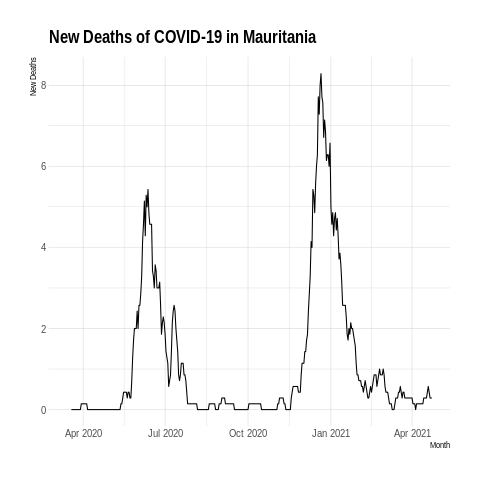 New Deaths of COVID-19 in Mauritania
New Deaths
8
6
4
2
0
Apr 2020 Jul 2020 Oct 2020 Jan 2021 Apr 2021
Month